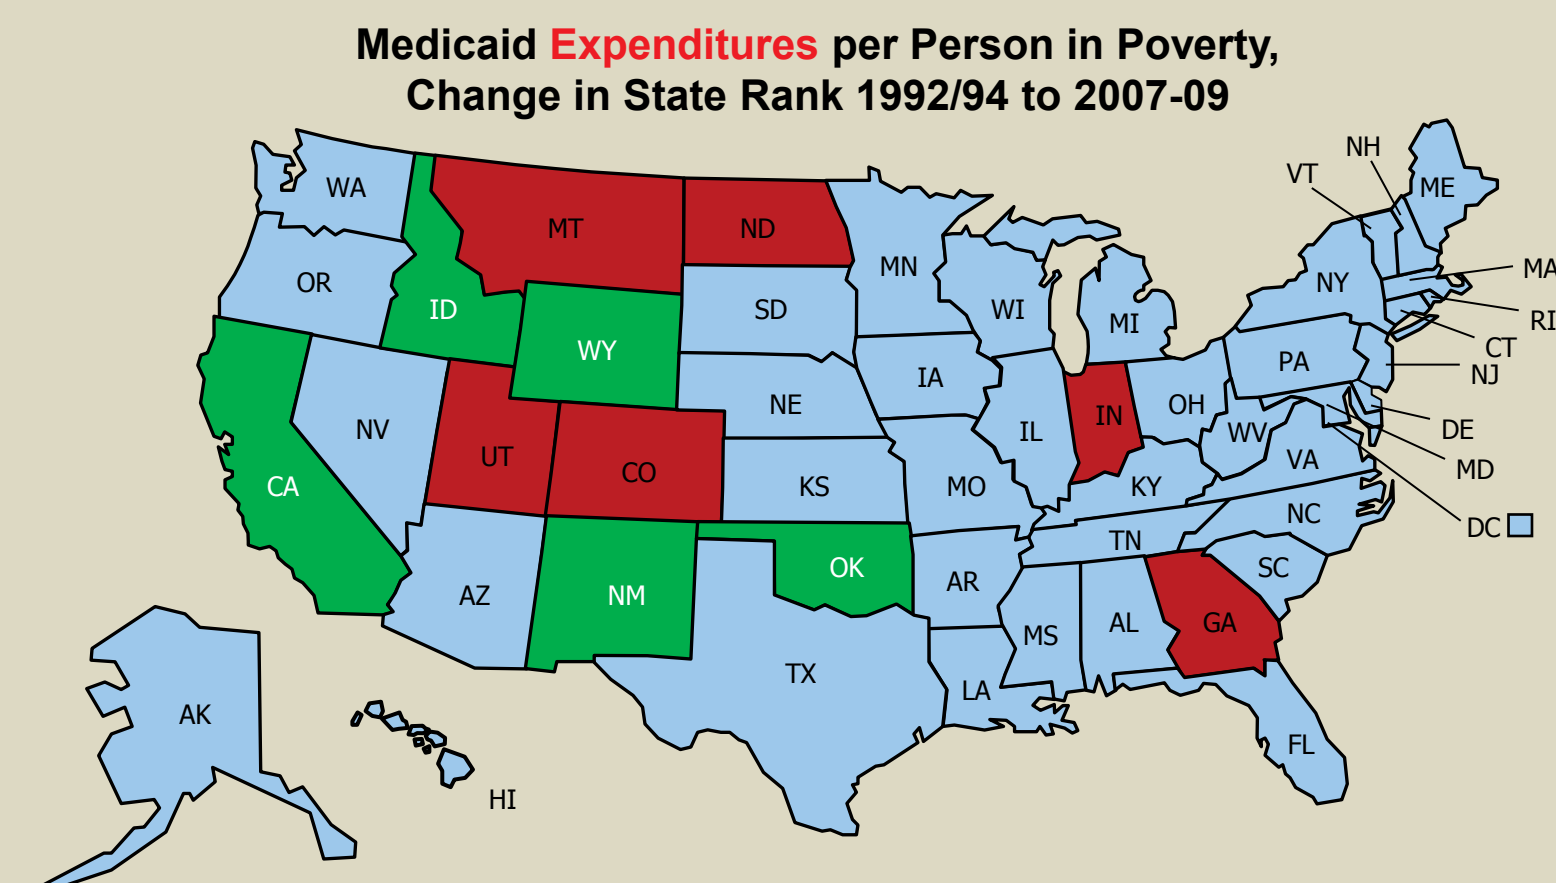 Medicaid Expenditures per Person in Poverty,
Change in State Rank 1992/94 to 2007-09
NH
VT
ME
WA
MT
ND
MN
OR
ID
SD
WI
MI
NY
MA
RI
CT
NJ
WY
IA
NE
PA
NV
UT
CO
IL
IN
OH
WV
VA
DE
MD
DC
CA
KS
MO
KY
NC
TN
SC
AZ
NM
OK
AR
MS
AL
GA
TX
LA
FL
AK
HI